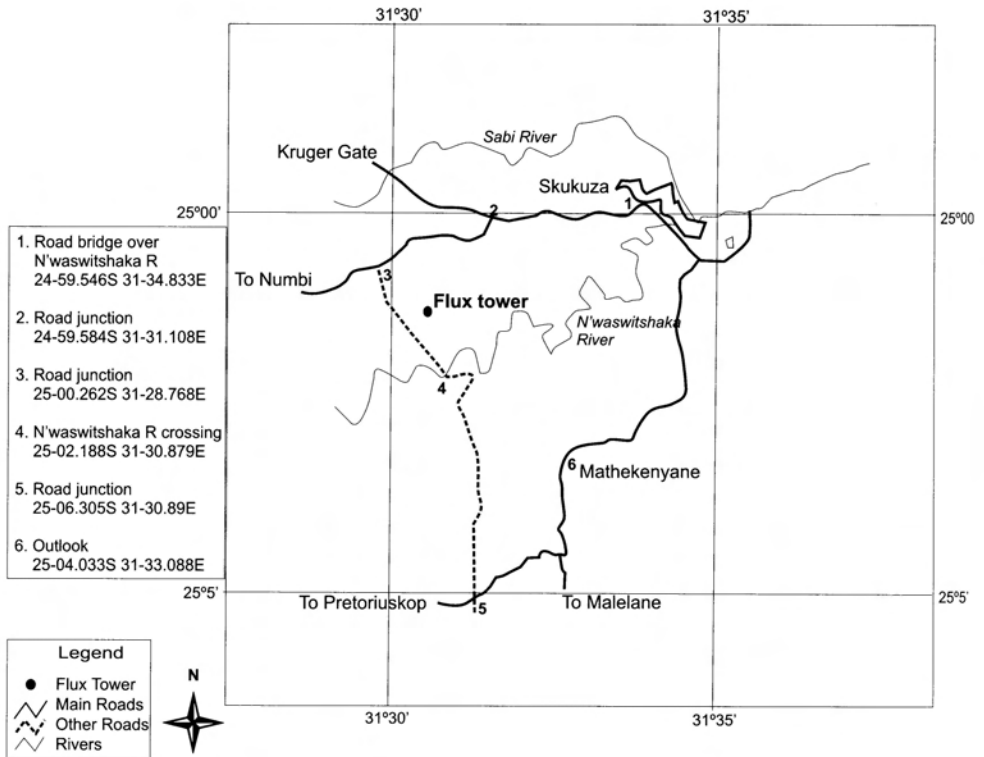 31º30'
31º35'
Sabi River
Kruger Gate
Skukuza
1
2
25º00'
25º00
1. Road bridge over
N'waswitshaka R
24-59.546S 31-34.833E
2. Road junction
24-59.584S 31-31.108E
3. Road junction
25-00.262S 31-28.768E
4. N'waswitshaka R crossing
25-02.188S 31-30.879E
5. Road junction
25-06.305S 31-30.89E
6. Outlook
25-04.033S 31-33.088E
To Numbi
3
Flux tower
N'waswitshaka
River
4
6
Mathekenyane
25º5'
25º5'
To Pretoriuskop
5
To Malelane
Legend
Flux Tower
Main Roads
Other Roads
Rivers
N
31º30'
31º35'